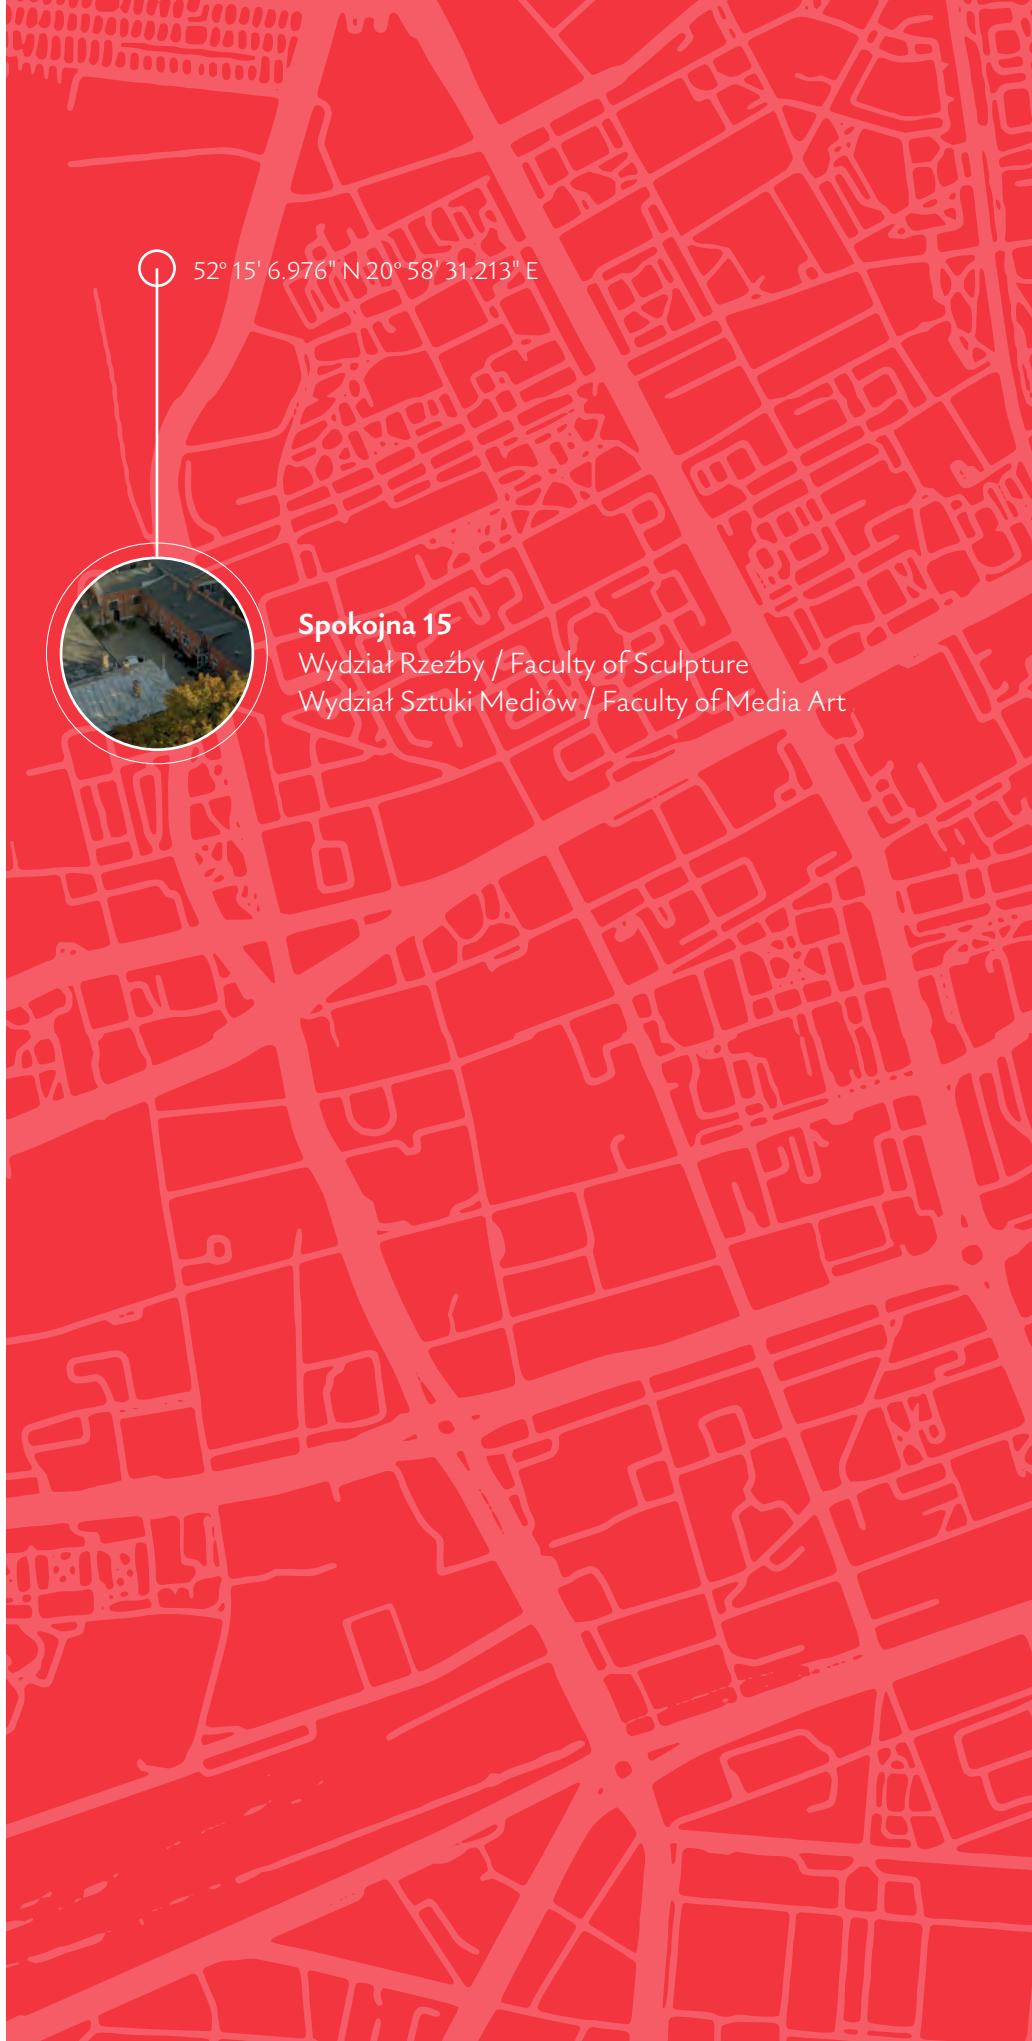 52° 15' 6.976" N 20° 58' 31.213" E
Spokojna 15
Wydział Rzeźby / Faculty of Sculpture
Wydział Sztuki Mediów / Faculty of Media Art